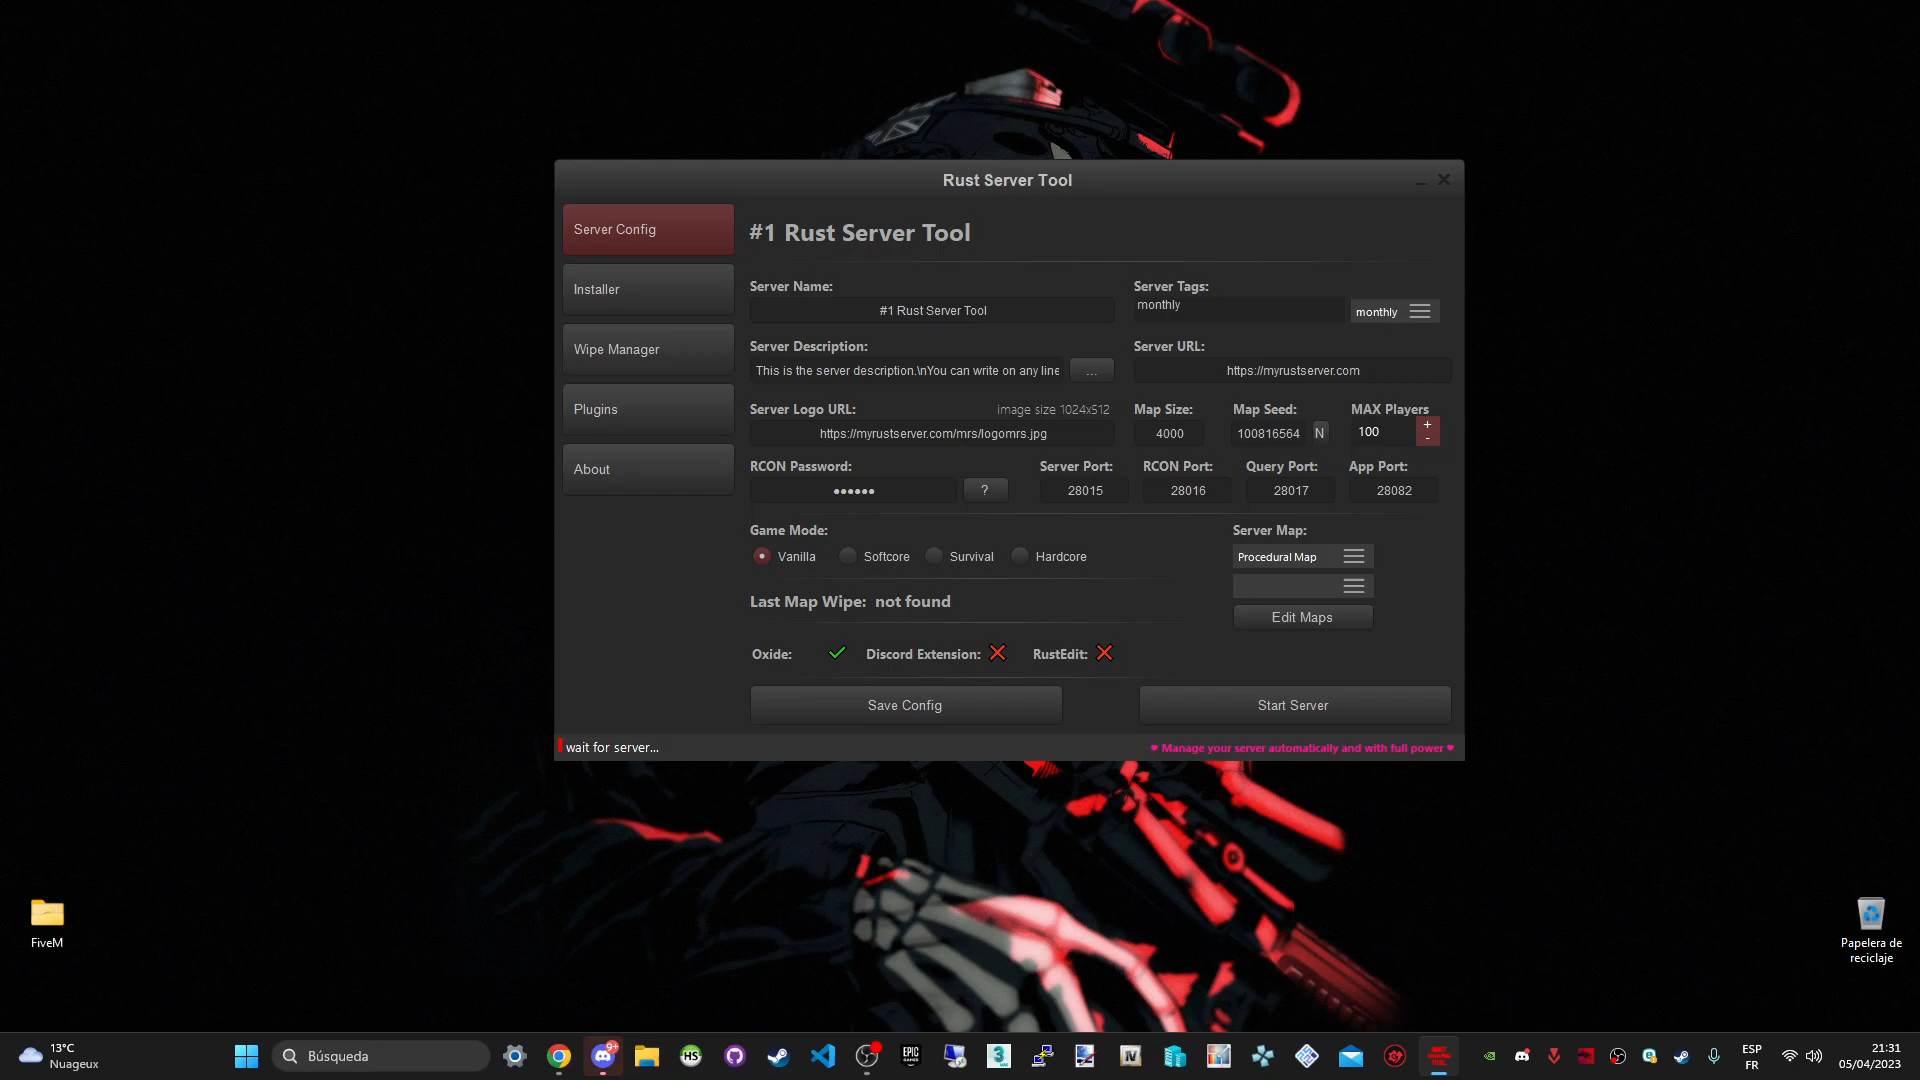 Rust Server Tool
Server Config
Installer
Wipe Manager
Plugins
About
#1 Rust Server Tool
Server Name:
#1 Rust Server Tool
Server Tags:
monthly
monthly
Server Description:
This is the server description.\nYou can write on any line
...
Server URL:
https://myrustserver.com
Server Logo URL:
image size 1024x512
https://myrustserver.com/mrs/logomrs.jpg
Map Size:
4000
Map Seed:
100816564
N
MAX Players
100
+
-
RCON Password:
••••••
?
Server Port:
28015
RCON Port:
28016
Query Port:
28017
App Port:
28082
Game Mode:
Vanilla
Softcore
Survival
Hardcore
Server Map:
Procedural Map
Edit Maps
Last Map Wipe: not found
Oxide:
Discord Extension:
RustEdit:
Save Config
Start Server
wait for server...
♥ Manage your server automatically and with full power ♥
FiveM
Papelera de
reciclaje
13°C
Nuageux
Búsqueda
HS
9+
EPIC
GAMES
3
IV
ESP
FR
21:31
05/04/2023